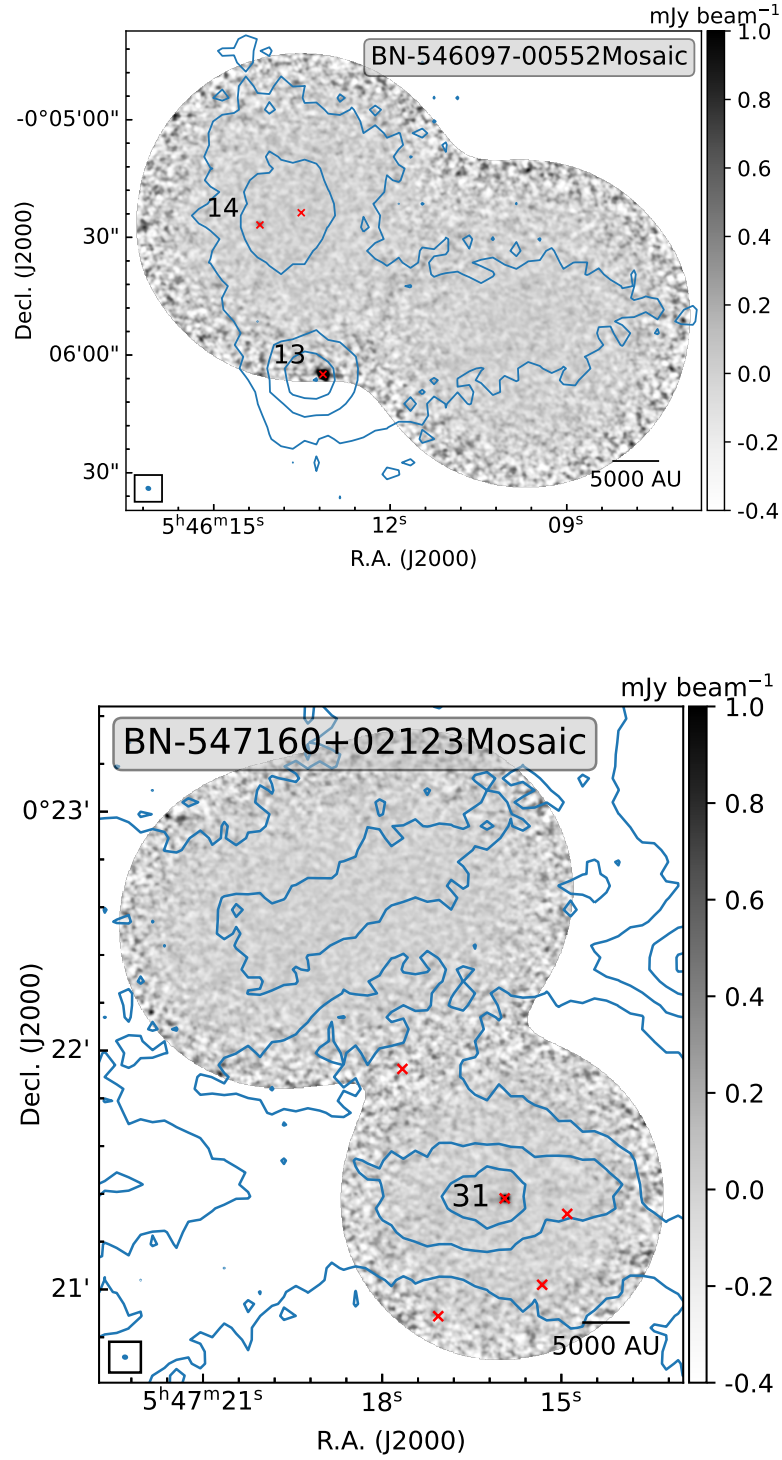 mJy beam⁻¹
BN-546097-00552Mosaic
1.0
-0°05'00"
0.8
0.6
14
0.4
30"
0.2
Decl. (J2000)
13
06'00"
0.0
-0.2
30"
5000 AU
-0.4
5ʰ46ᵐ15ˢ 12ˢ 09ˢ
R.A. (J2000)
mJy beam⁻¹
BN-547160+02123Mosaic
1.0
0°23'
0.8
0.6
0.4
Decl. (J2000)
22'
0.2
31
0.0
21'
-0.2
5000 AU
-0.4
5ʰ47ᵐ21ˢ 18ˢ 15ˢ
R.A. (J2000)